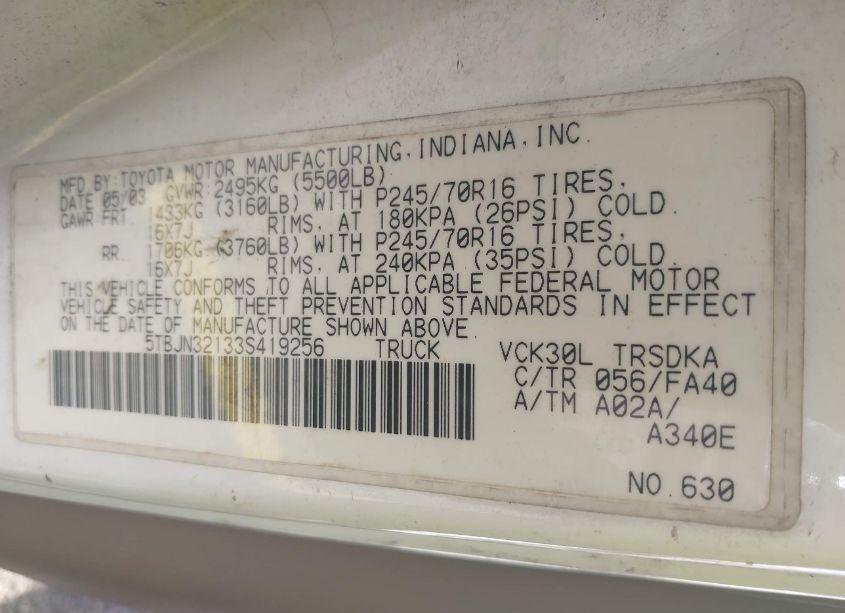 MFD.BY:TOYOTA MOTOR MANUFACTURING,INDIANA,INC.
DATE 05/03 GVWR:2495KG (5500LB)
GAWR:FRT. 1433KG (3160LB) WITH P245/70R16 TIRES,
16X7J RIMS, AT 180KPA (26PSI) COLD.
RR. 1706KG (3760LB) WITH P245/70R16 TIRES,
16X7J RIMS, AT 240KPA (35PSI) COLD.
THIS VEHICLE CONFORMS TO ALL APPLICABLE FEDERAL MOTOR
VEHICLE SAFETY AND THEFT PREVENTION STANDARDS IN EFFECT
ON THE DATE OF MANUFACTURE SHOWN ABOVE.
5TBJN32133S419256 TRUCK VCK30L TRSDKA
C/TR 056/FA40
A/TM A02A/
A340E
NO.630